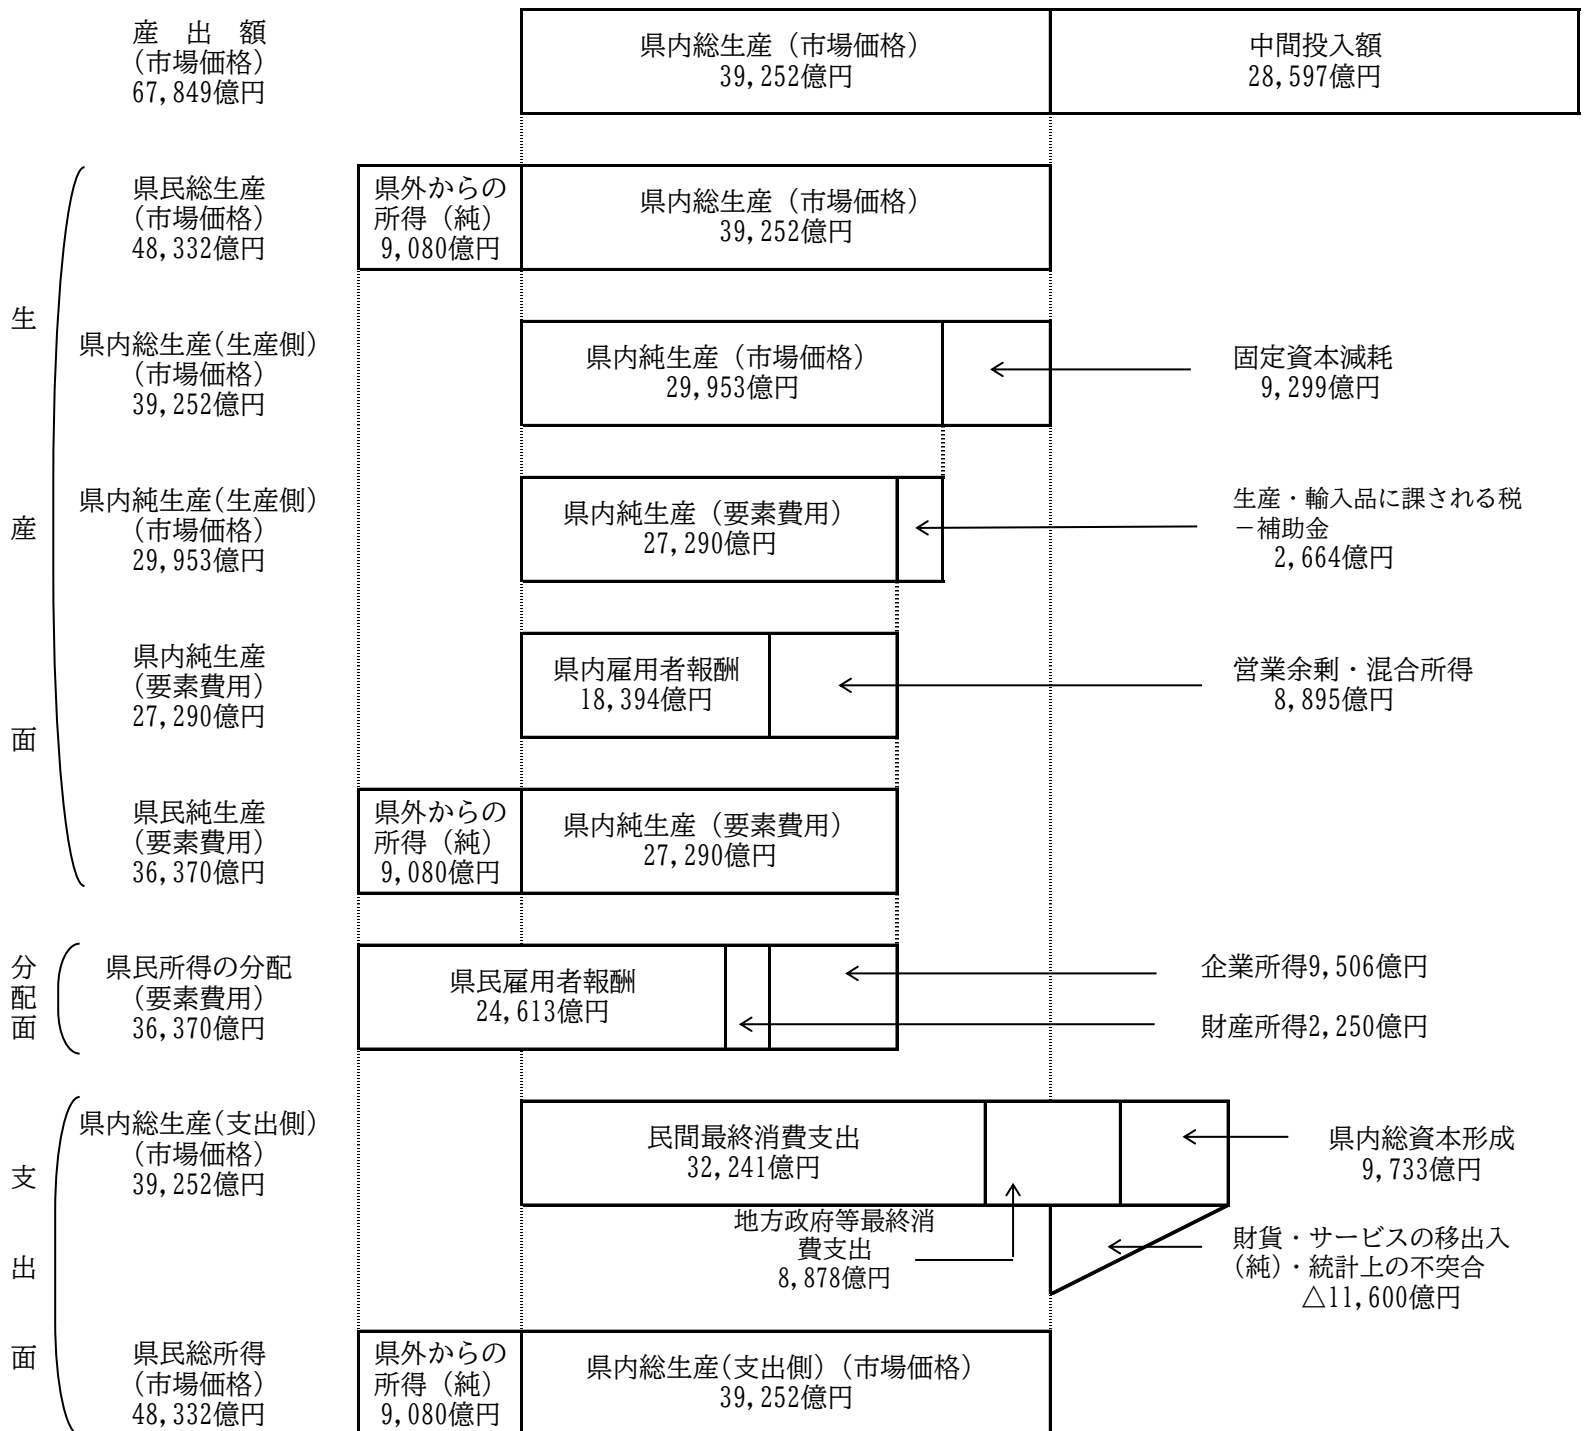 産　出　額
(市場価格)
67,849億円
県内総生産（市場価格）
39,252億円
中間投入額
28,597億円
生
産
面
県民総生産
(市場価格)
48,332億円
県外からの
所得（純）
9,080億円
県内総生産（市場価格）
39,252億円
県内総生産(生産側)
(市場価格)
39,252億円
県内純生産（市場価格）
29,953億円
固定資本減耗
9,299億円
県内純生産(生産側)
(市場価格)
29,953億円
県内純生産（要素費用）
27,290億円
生産・輸入品に課される税
－補助金
2,664億円
県内純生産
(要素費用)
27,290億円
県内雇用者報酬
18,394億円
営業余剰・混合所得
8,895億円
県民純生産
(要素費用)
36,370億円
県外からの
所得（純）
9,080億円
県内純生産（要素費用）
27,290億円
分
配
面
県民所得の分配
(要素費用)
36,370億円
県民雇用者報酬
24,613億円
企業所得9,506億円
財産所得2,250億円
支
出
面
県内総生産(支出側)
(市場価格)
39,252億円
民間最終消費支出
32,241億円
県内総資本形成
9,733億円
地方政府等最終消
費支出
8,878億円
財貨・サービスの移出入
(純)・統計上の不突合
△11,600億円
県民総所得
(市場価格)
48,332億円
県外からの
所得（純）
9,080億円
県内総生産(支出側)（市場価格）
39,252億円